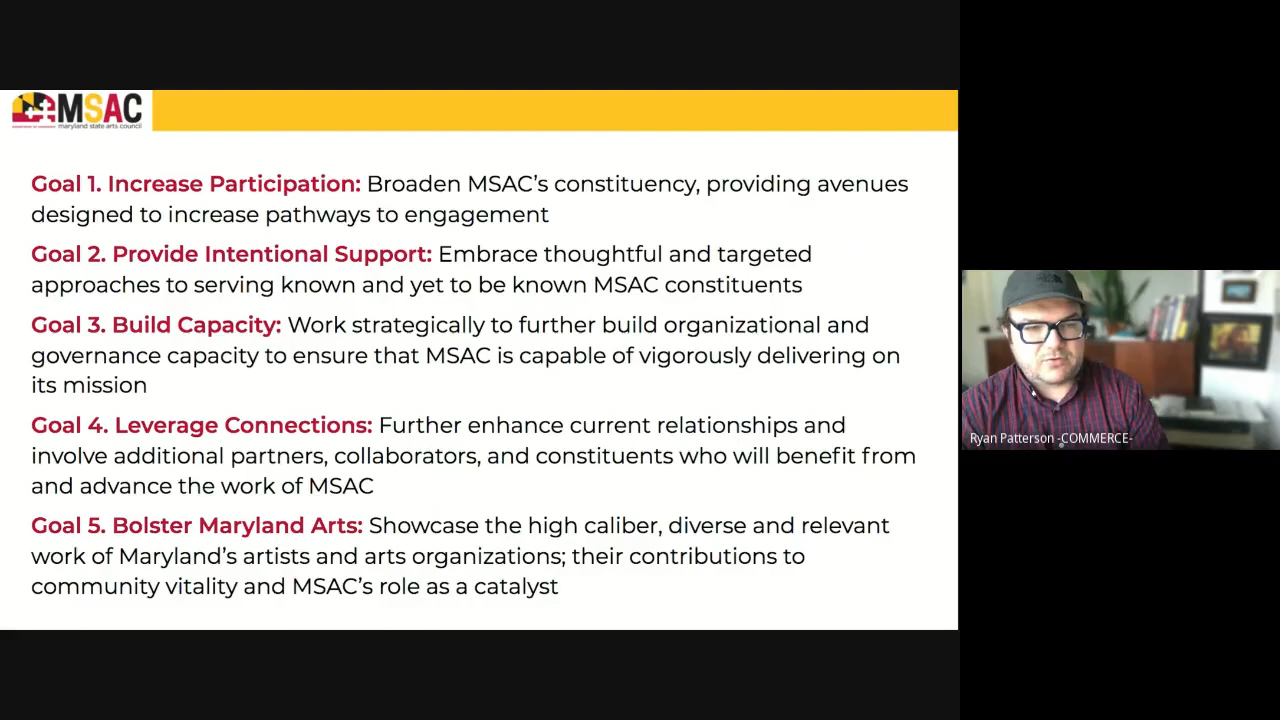 MSAC
maryland state arts council
Goal 1. Increase Participation: Broaden MSAC’s constituency, providing avenues
designed to increase pathways to engagement
Goal 2. Provide Intentional Support: Embrace thoughtful and targeted
approaches to serving known and yet to be known MSAC constituents
Goal 3. Build Capacity: Work strategically to further build organizational and
governance capacity to ensure that MSAC is capable of vigorously delivering on
its mission
Goal 4. Leverage Connections: Further enhance current relationships and
involve additional partners, collaborators, and constituents who will benefit from
and advance the work of MSAC
Goal 5. Bolster Maryland Arts: Showcase the high caliber, diverse and relevant
work of Maryland’s artists and arts organizations; their contributions to
community vitality and MSAC’s role as a catalyst
Ryan Patterson -COMMERCE-